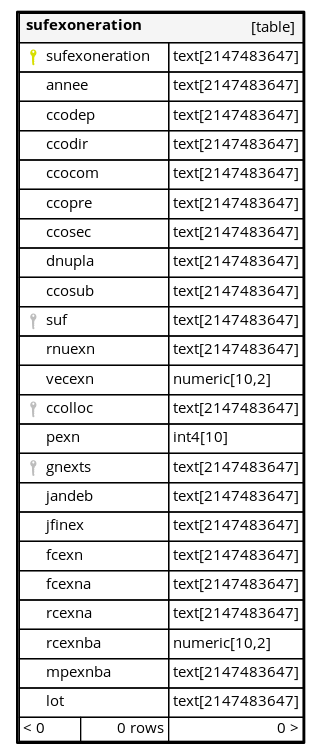 sufexoneration [table]
sufexoneration text[2147483647]
annee text[2147483647]
ccodep text[2147483647]
ccodir text[2147483647]
ccocom text[2147483647]
ccopre text[2147483647]
ccosec text[2147483647]
dnupla text[2147483647]
ccosub text[2147483647]
suf text[2147483647]
rnuexn text[2147483647]
vecexn numeric[10,2]
ccolloc text[2147483647]
pexn int4[10]
gnexts text[2147483647]
jandeb text[2147483647]
jfinex text[2147483647]
fcexn text[2147483647]
fcexna text[2147483647]
rcexna text[2147483647]
rcexnba numeric[10,2]
mpexnba text[2147483647]
lot text[2147483647]
< 0 0 rows 0 >